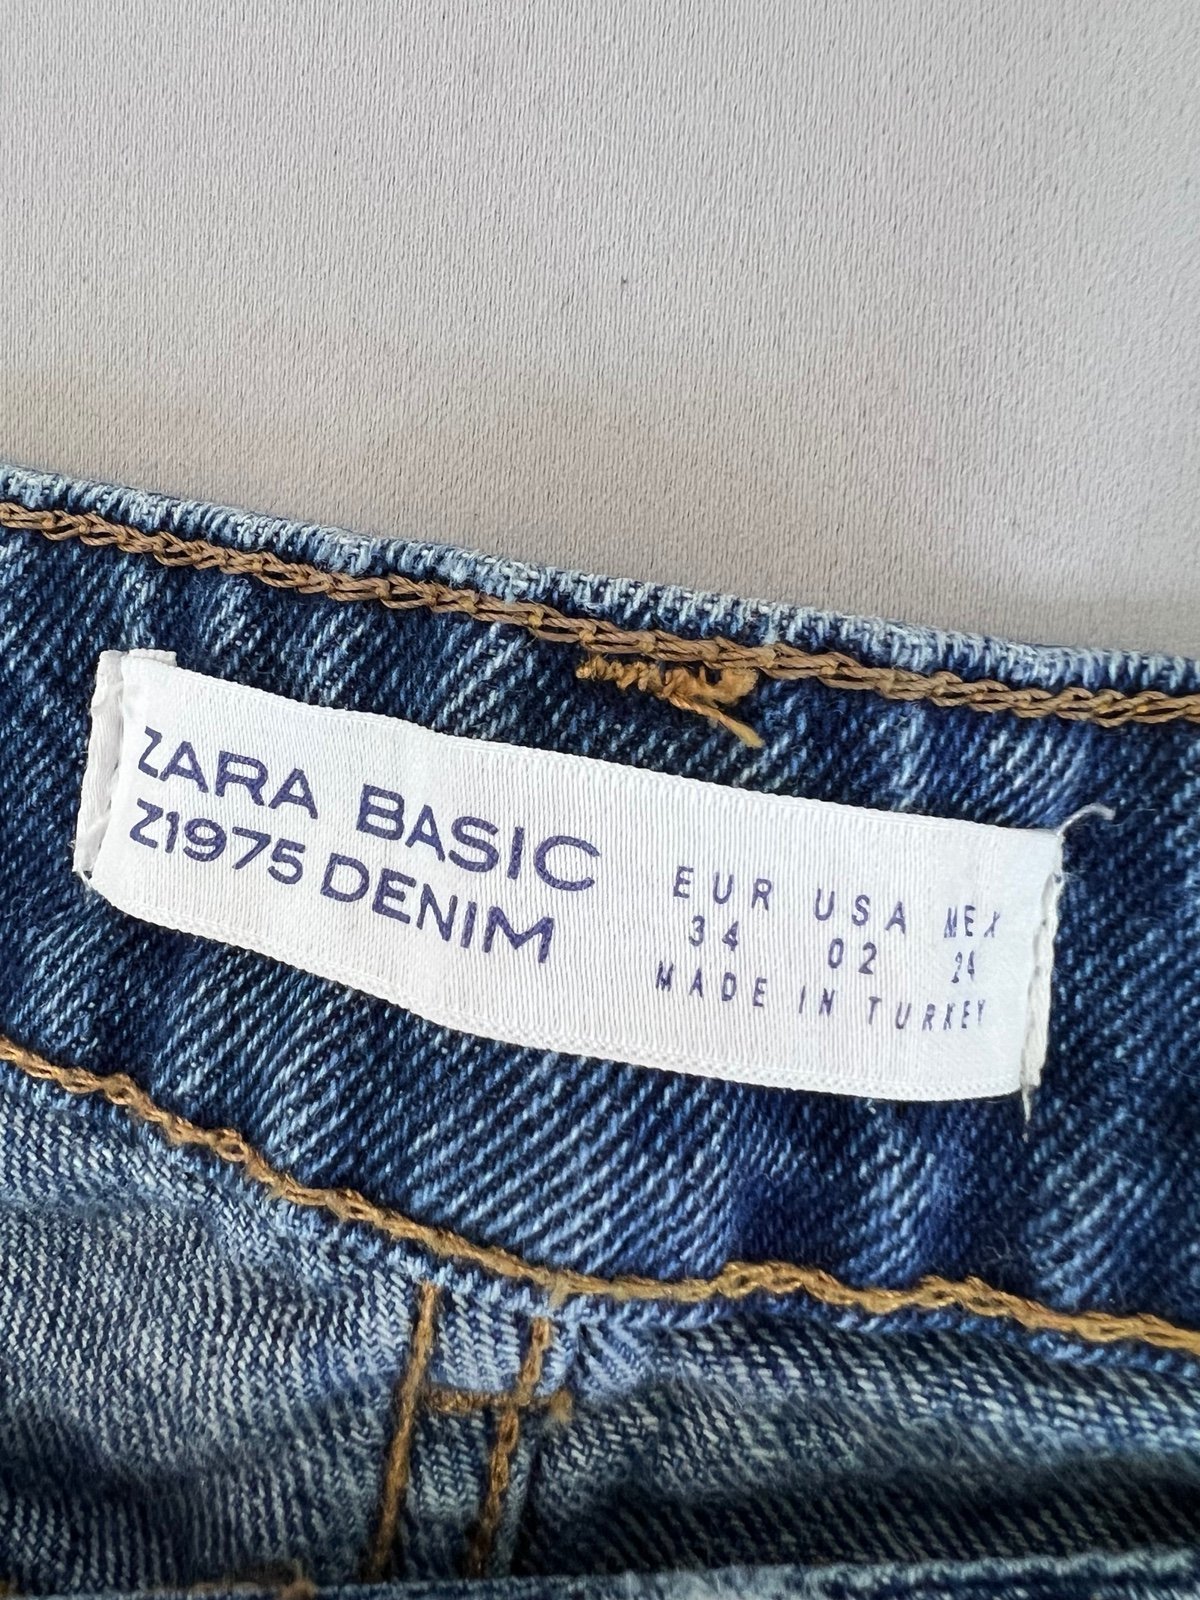 ZARA BASIC
Z1975 DENIM
EUR USA MEX
34 02 24
MADE IN TURKEY